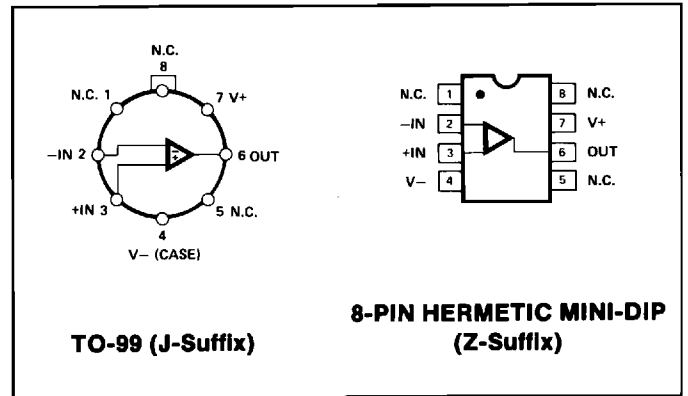 N.C.
8
N.C. 1
7 V+
−IN 2
6 OUT
+IN 3
5 N.C.
4
V− (CASE)
TO-99 (J-Suffix)
N.C. 1
8 N.C.
−IN 2
7 V+
+IN 3
6 OUT
V− 4
5 N.C.
8-PIN HERMETIC MINI-DIP
(Z-Suffix)